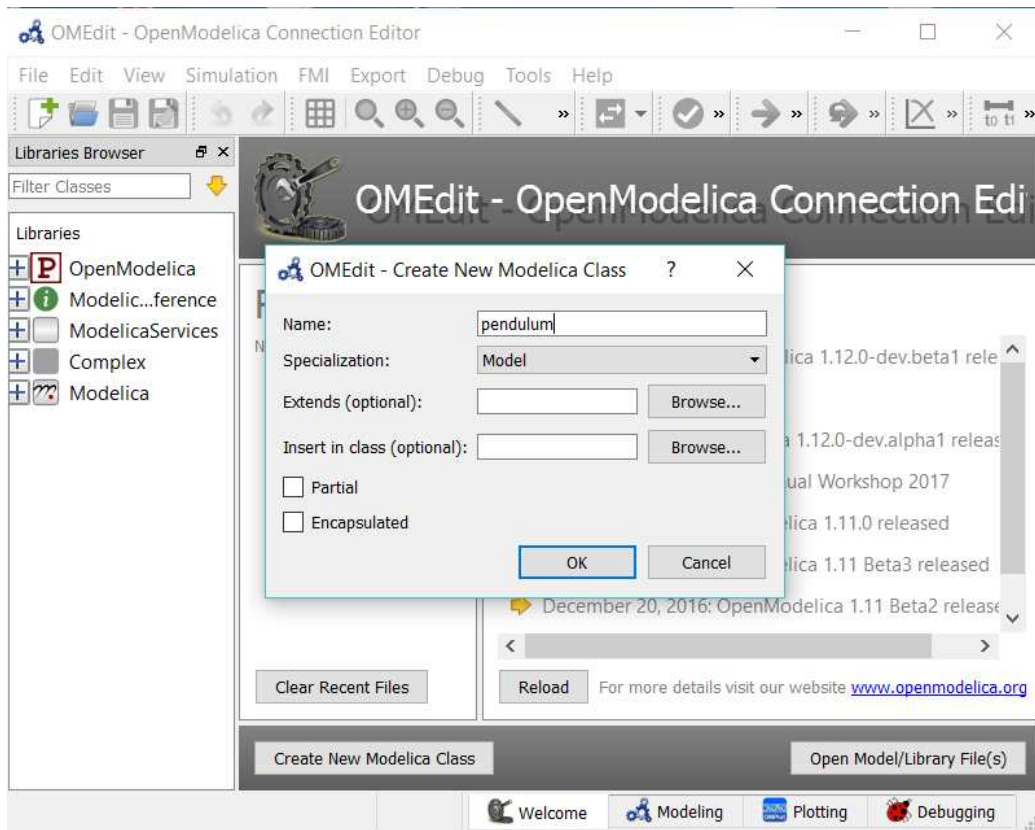 OMEdit - OpenModelica Connection Editor
File Edit View Simulation FMI Export Debug Tools Help
» » » » » to ti »
Libraries Browser
Filter Classes
OMEdit - OpenModelica Connection Edi
Libraries
P OpenModelica
i Modelic...ference
ModelicaServices
Complex
Modelica
OMEdit - Create New Modelica Class ?
Name: pendulum
Specialization: Model
Extends (optional): Browse...
Insert in class (optional): Browse...
Partial
Encapsulated
OK Cancel
lica 1.12.0-dev.beta1 rele
1.12.0-dev.alpha1 releas
ual Workshop 2017
lica 1.11.0 released
lica 1.11 Beta3 released
December 20, 2016: OpenModelica 1.11 Beta2 release
Clear Recent Files Reload For more details visit our website www.openmodelica.org
Create New Modelica Class Open Model/Library File(s)
Welcome Modeling Plotting Debugging